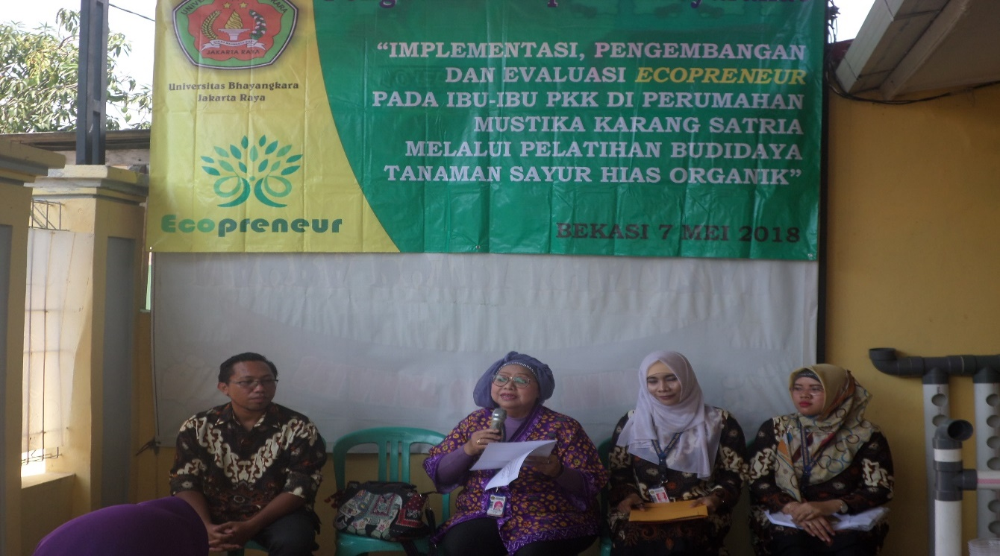 JAKARTA RAYA
Universitas Bhayangkara
Jakarta Raya
Ecopreneur
“IMPLEMENTASI, PENGEMBANGAN
DAN EVALUASI ECOPRENEUR
PADA IBU-IBU PKK DI PERUMAHAN
MUSTIKA KARANG SATRIA
MELALUI PELATIHAN BUDIDAYA
TANAMAN SAYUR HIAS ORGANIK”
BEKASI 7 MEI 2018